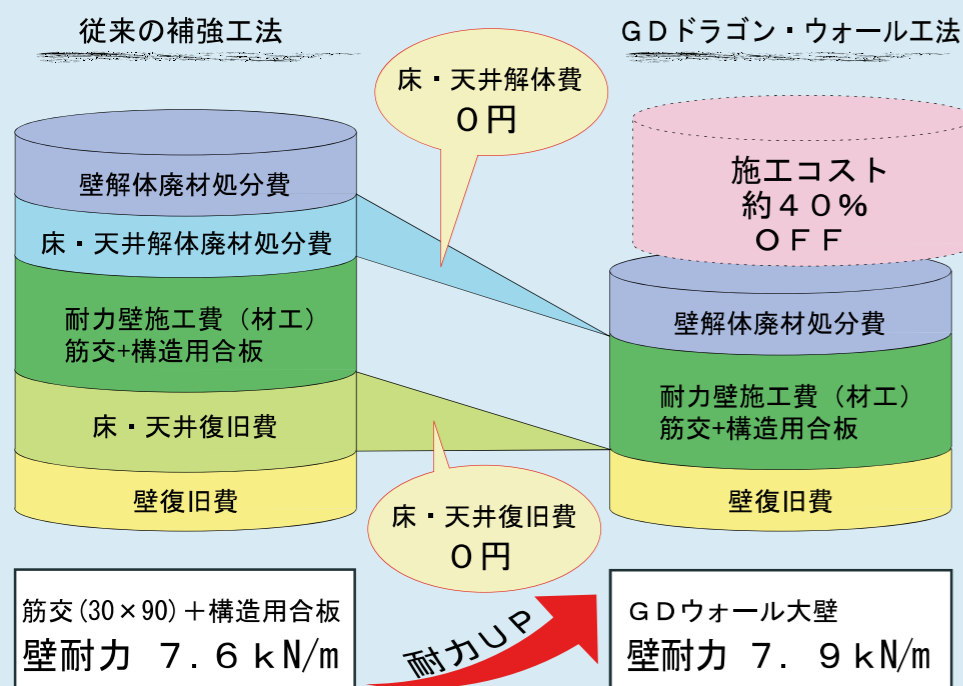 従来の補強工法
GDドラゴン・ウォール工法
床・天井解体費
0円
施工コスト
約40%
OFF
壁解体廃材処分費
床・天井解体廃材処分費
耐力壁施工費（材工）
筋交+構造用合板
床・天井復旧費
壁復旧費
壁解体廃材処分費
耐力壁施工費（材工）
筋交+構造用合板
壁復旧費
床・天井復旧費
0円
筋交(30×90)+構造用合板
壁耐力 7.6kN/m
耐力UP
GDウォール大壁
壁耐力 7.9kN/m